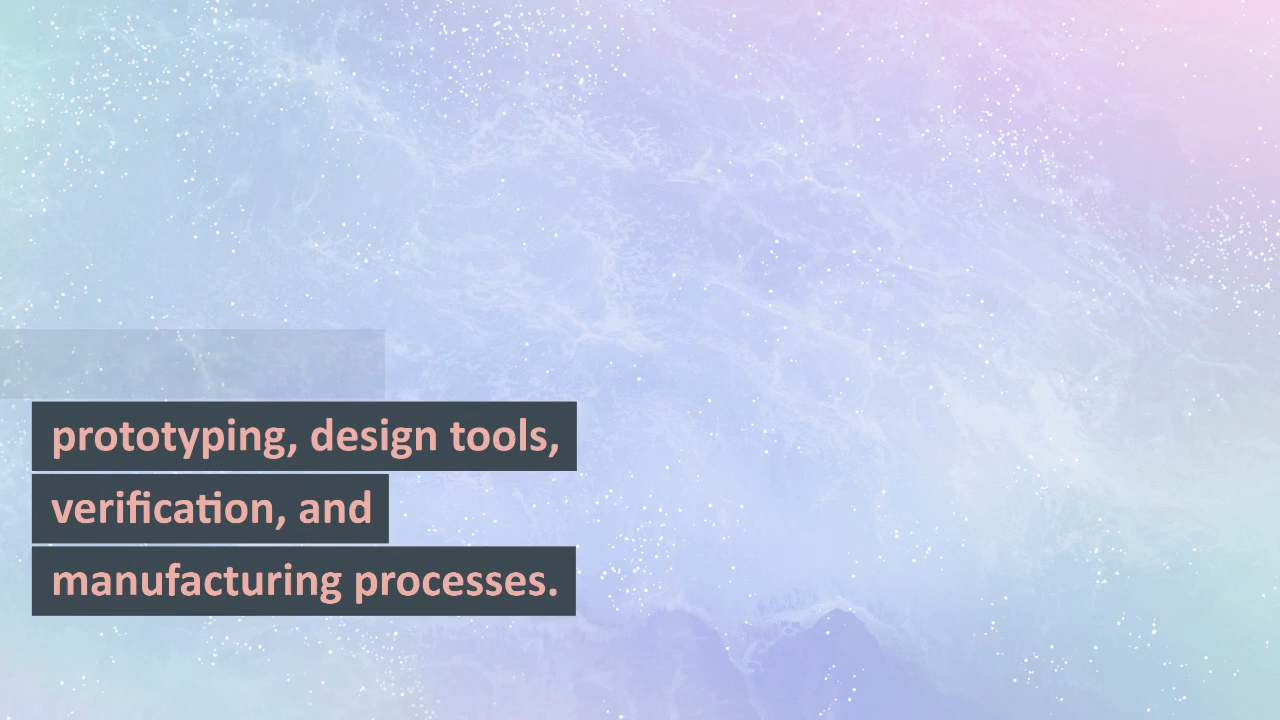 prototyping, design tools,
verification, and
manufacturing processes.